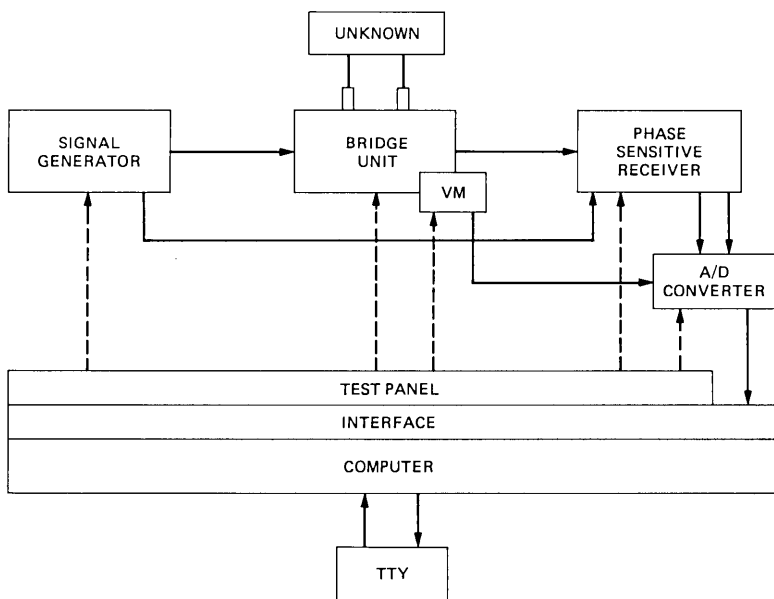 UNKNOWN
SIGNAL
GENERATOR
BRIDGE
UNIT
VM
PHASE
SENSITIVE
RECEIVER
A/D
CONVERTER
TEST PANEL
INTERFACE
COMPUTER
TTY